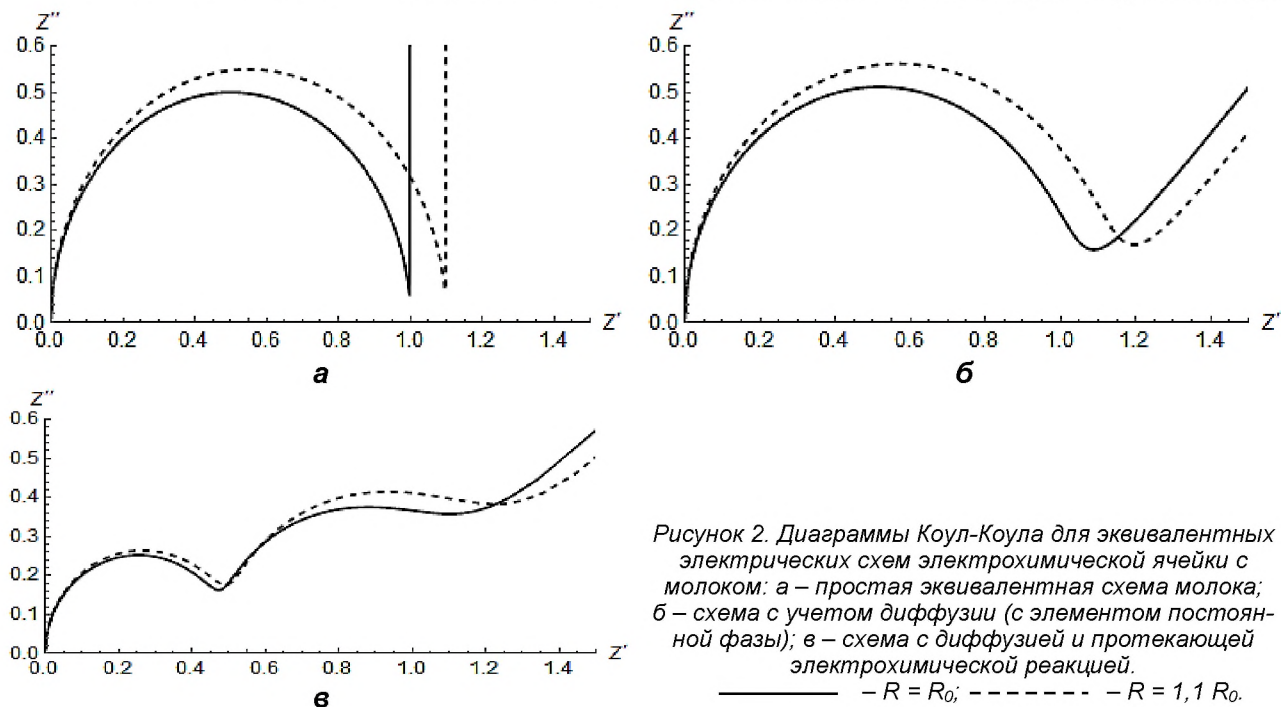 Z''
0.6
0.5
0.4
0.3
0.2
0.1
0.0
0.0 0.2 0.4 0.6 0.8 1.0 1.2 1.4 Z'
а
Z''
0.6
0.5
0.4
0.3
0.2
0.1
0.0
0.0 0.2 0.4 0.6 0.8 1.0 1.2 1.4 Z'
б
Z''
0.6
0.5
0.4
0.3
0.2
0.1
0.0
0.0 0.2 0.4 0.6 0.8 1.0 1.2 1.4 Z'
в
Рисунок 2. Диаграммы Коул-Коула для эквивалентных
электрических схем электрохимической ячейки с
молоком: а – простая эквивалентная схема молока;
б – схема с учетом диффузии (с элементом постоян-
ной фазы); в – схема с диффузией и протекающей
электрохимической реакцией.
– R = R0; – R = 1,1 R0.